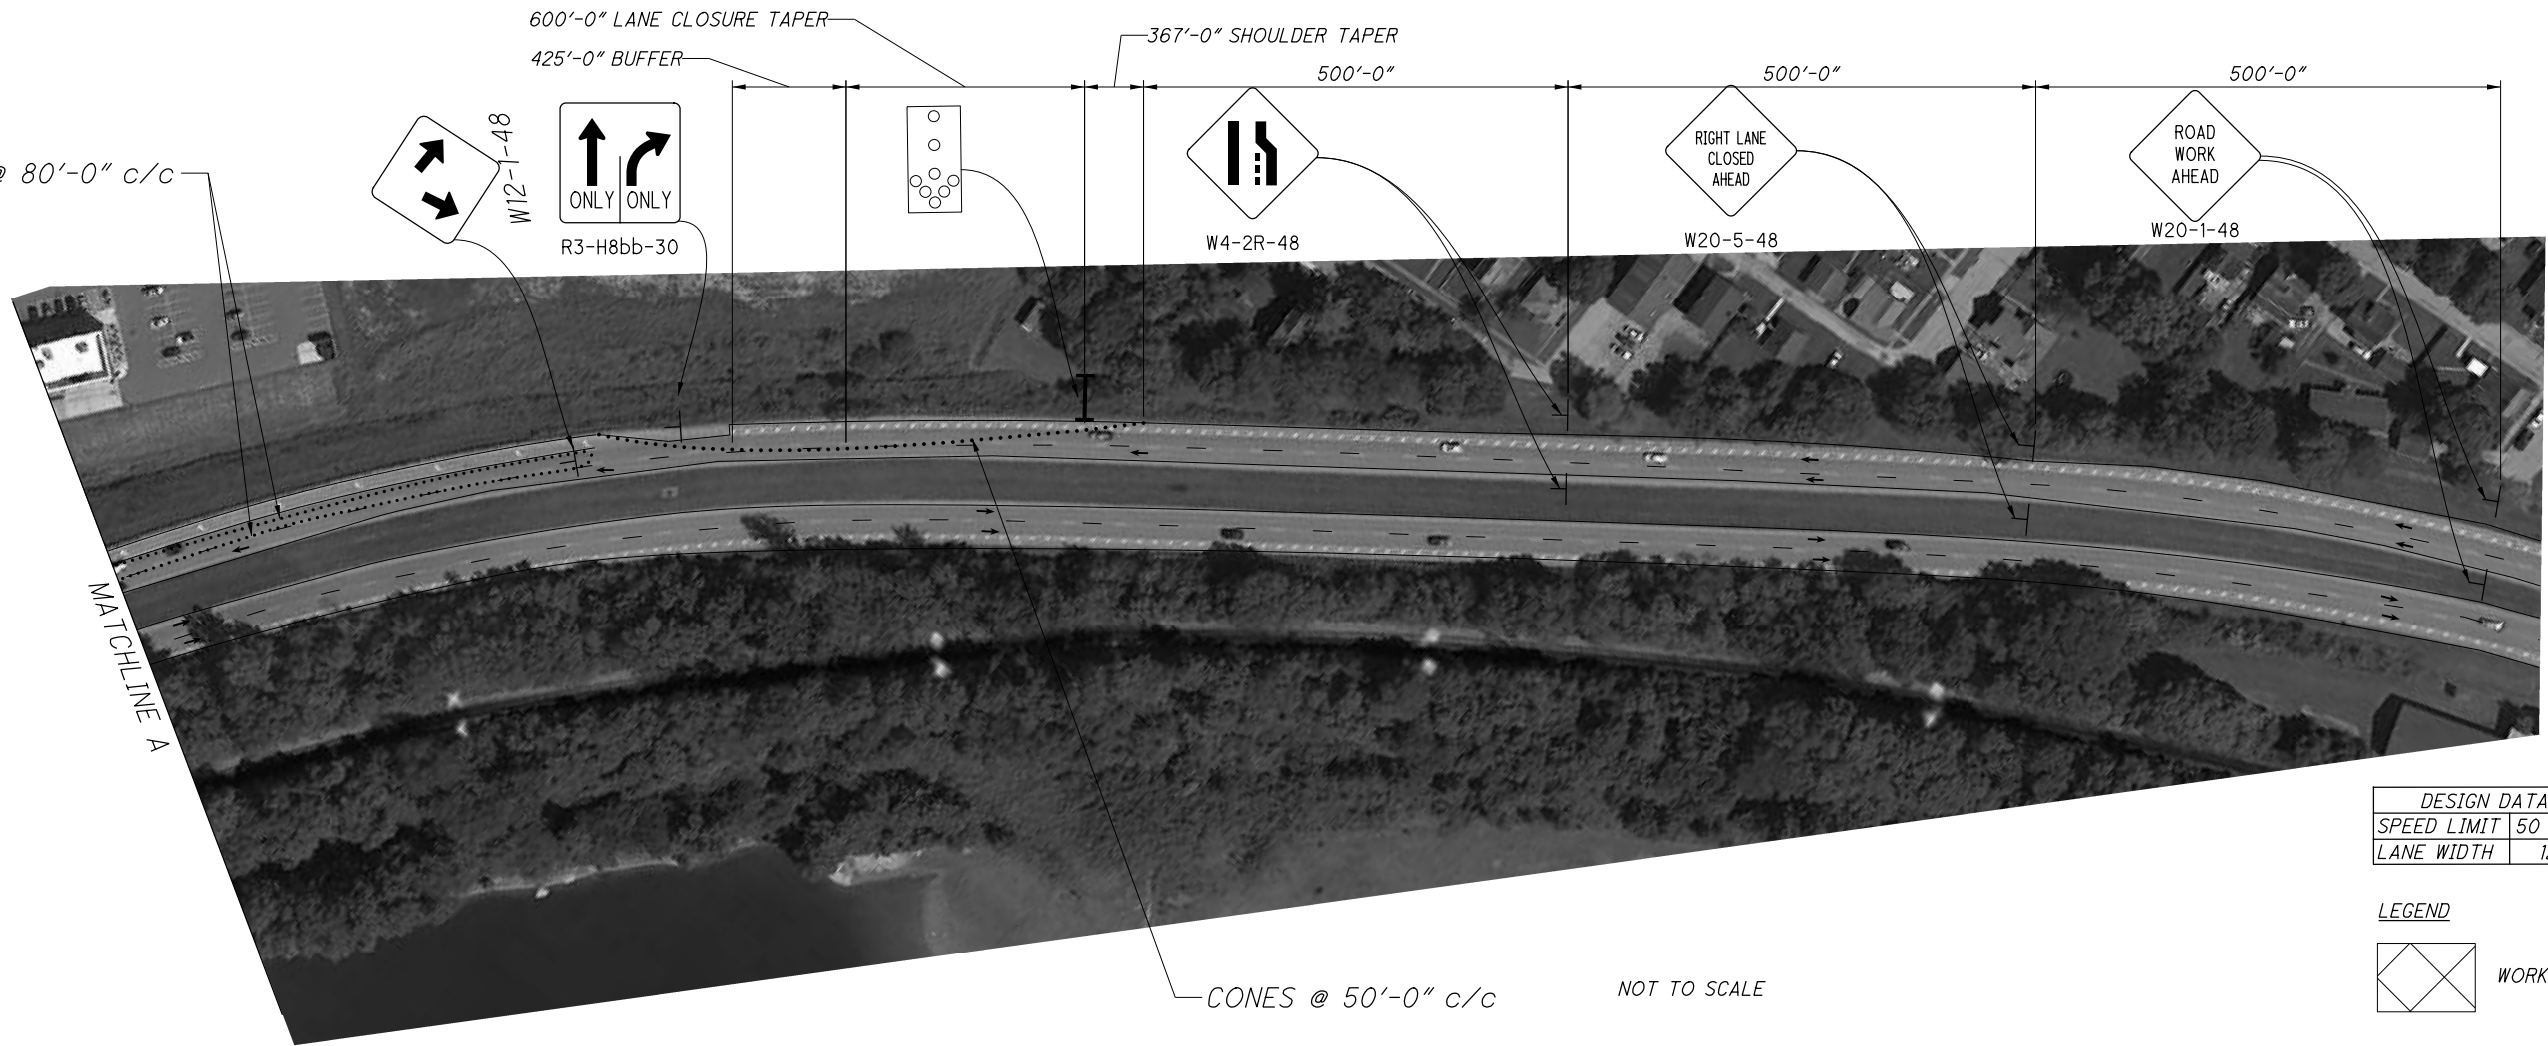 600'-0" LANE CLOSURE TAPER
425'-0" BUFFER
367'-0" SHOULDER TAPER
500'-0"
500'-0"
500'-0"
@ 80'-0" c/c
W12-1-48
ONLY ONLY
R3-H8bb-30
W4-2R-48
RIGHT LANE
CLOSED
AHEAD
W20-5-48
ROAD
WORK
AHEAD
W20-1-48
MATCHLINE A
CONES @ 50'-0" c/c
NOT TO SCALE
DESIGN DATA
SPEED LIMIT 50
LANE WIDTH
LEGEND
WORK